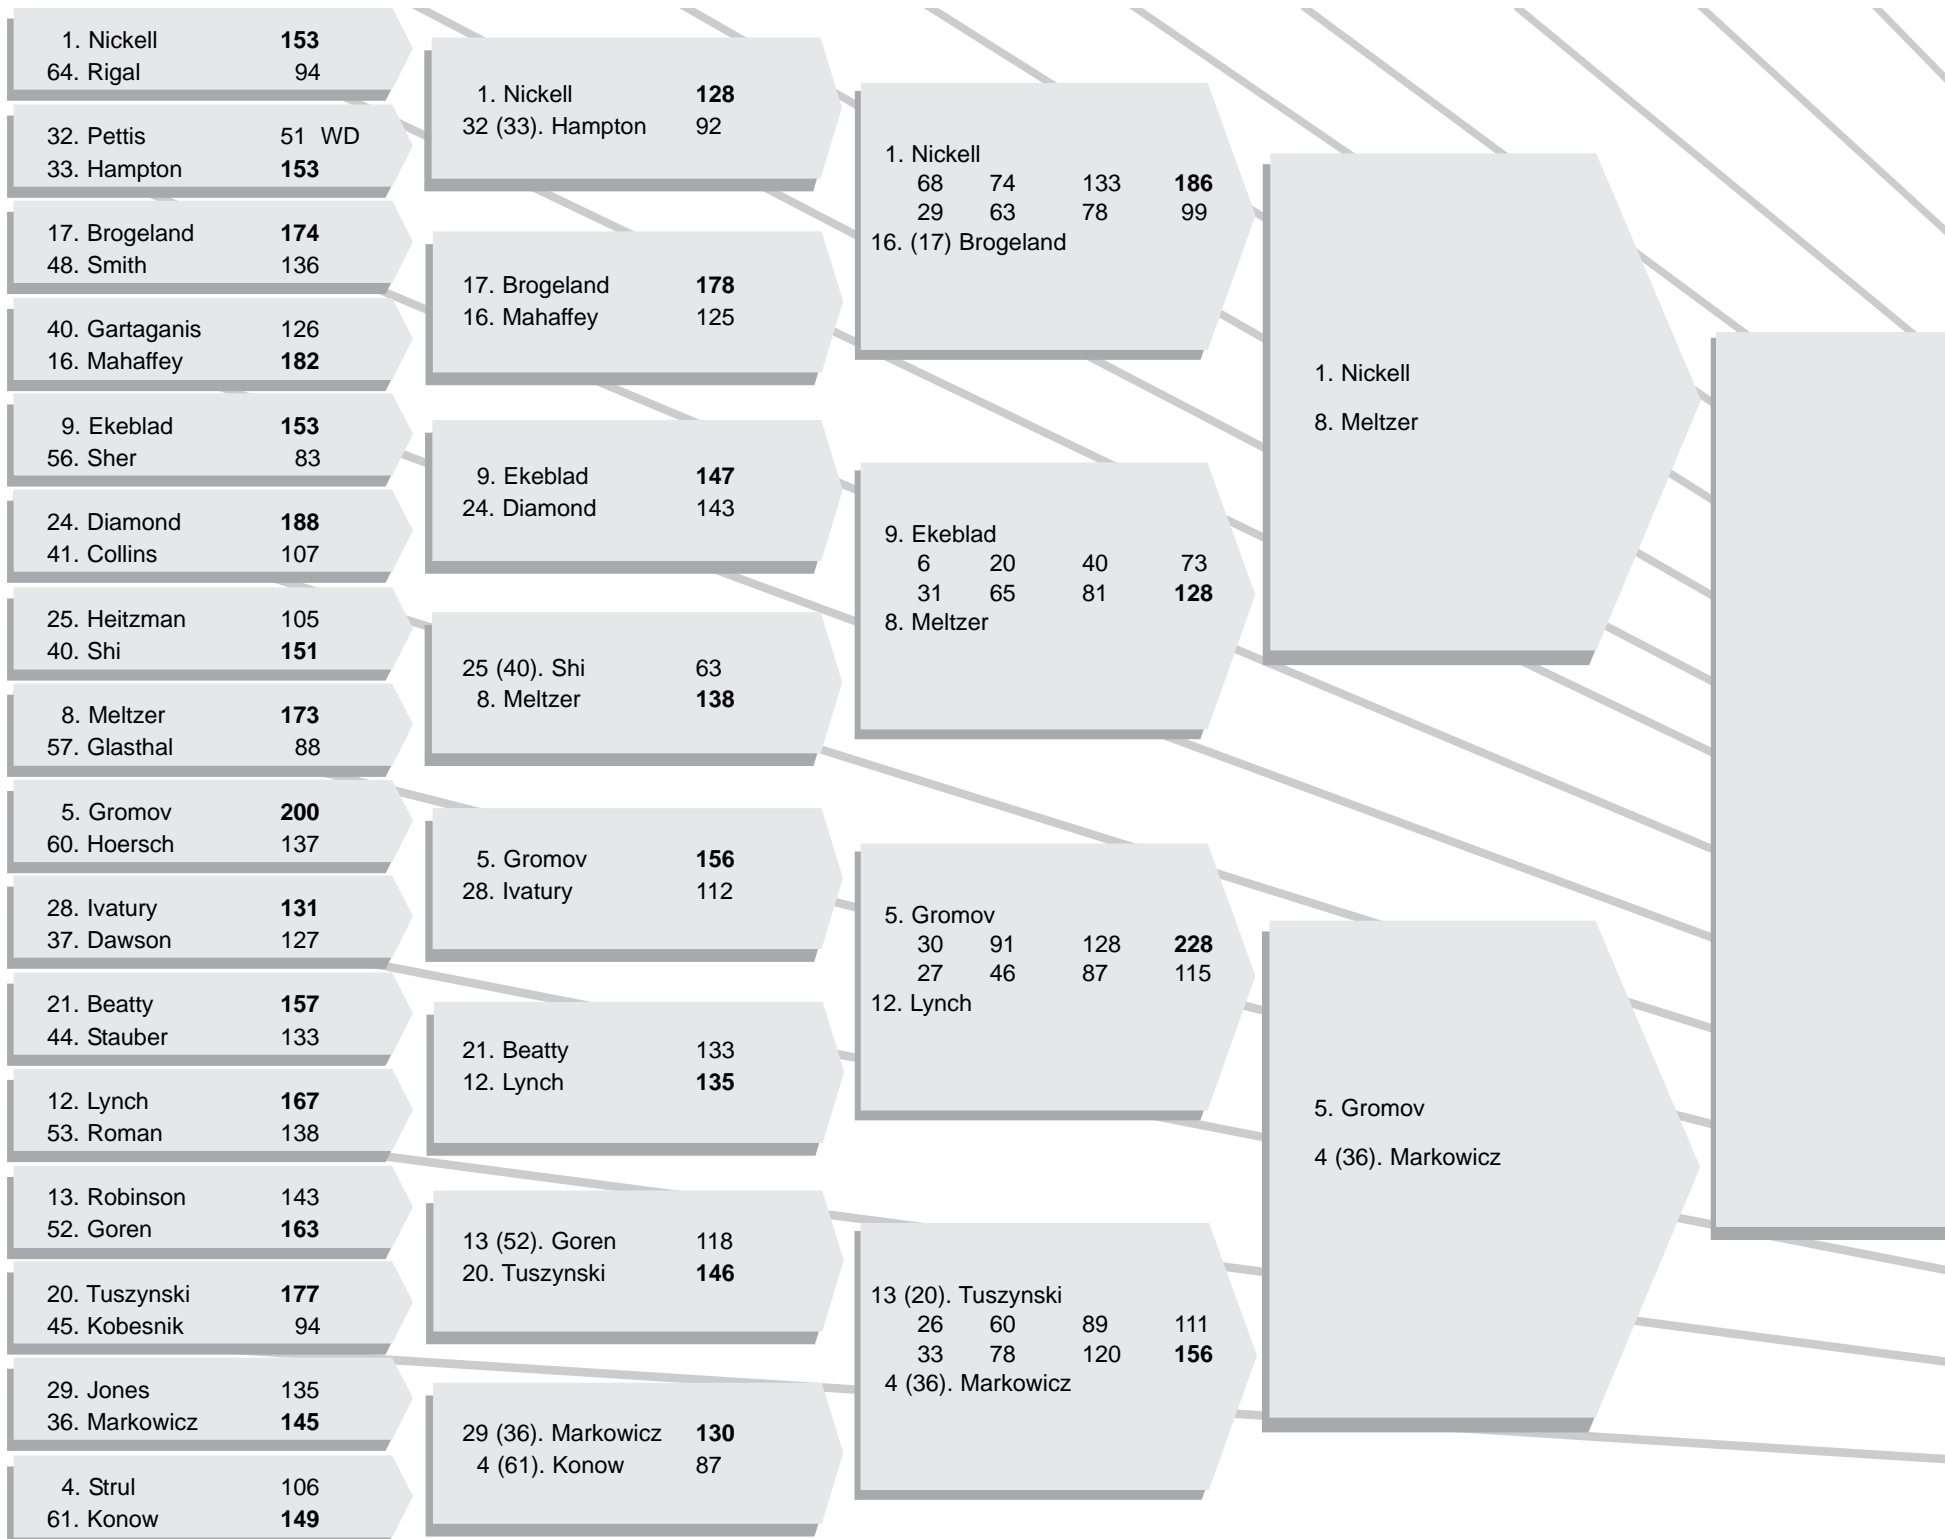 1. Nickell 153
64. Rigal 94
32. Pettis 51 WD
33. Hampton 153
17. Brogeland 174
48. Smith 136
40. Gartaganis 126
16. Mahaffey 182
9. Ekeblad 153
56. Sher 83
24. Diamond 188
41. Collins 107
25. Heitzman 105
40. Shi 151
8. Meltzer 173
57. Glasthal 88
5. Gromov 200
60. Hoersch 137
28. Ivatury 131
37. Dawson 127
21. Beatty 157
44. Stauber 133
12. Lynch 167
53. Roman 138
13. Robinson 143
52. Goren 163
20. Tuszynski 177
45. Kobesnik 94
29. Jones 135
36. Markowicz 145
4. Strul 106
61. Konow 149
1. Nickell 128
32 (33). Hampton 92
17. Brogeland 178
16. Mahaffey 125
9. Ekeblad 147
24. Diamond 143
25 (40). Shi 63
8. Meltzer 138
5. Gromov 156
28. Ivatury 112
21. Beatty 133
12. Lynch 135
13 (52). Goren 118
20. Tuszynski 146
29 (36). Markowicz 130
4 (61). Konow 87
1. Nickell
68 74 133 186
29 63 78 99
16. (17) Brogeland
9. Ekeblad
6 20 40 73
31 65 81 128
8. Meltzer
5. Gromov
30 91 128 228
27 46 87 115
12. Lynch
13 (20). Tuszynski
26 60 89 111
33 78 120 156
4 (36). Markowicz
1. Nickell
8. Meltzer
5. Gromov
4 (36). Markowicz